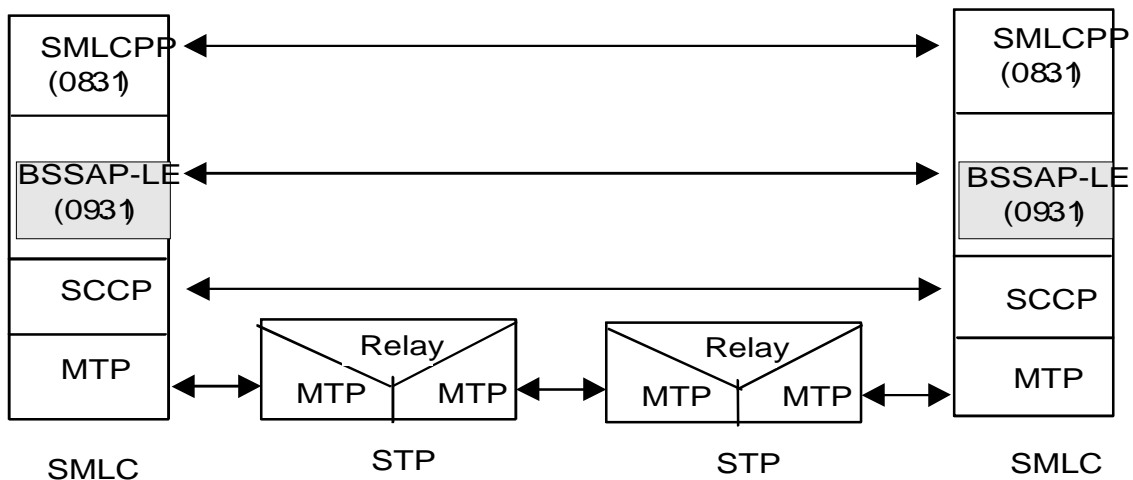 SMLCPP
(0831)
SMLCPP
(0831)
BSSAP-LE
(0931)
BSSAP-LE
(0931)
SCCP
SCCP
MTP
Relay
MTP MTP
Relay
MTP MTP
MTP
SMLC
STP
STP
SMLC